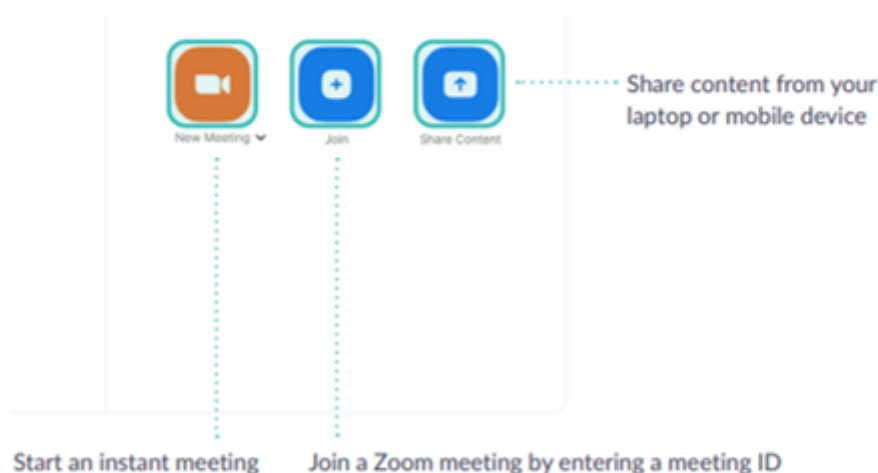 Share content from your
laptop or mobile device
New Meeting
Join
Share Content
Start an instant meeting
Join a Zoom meeting by entering a meeting ID